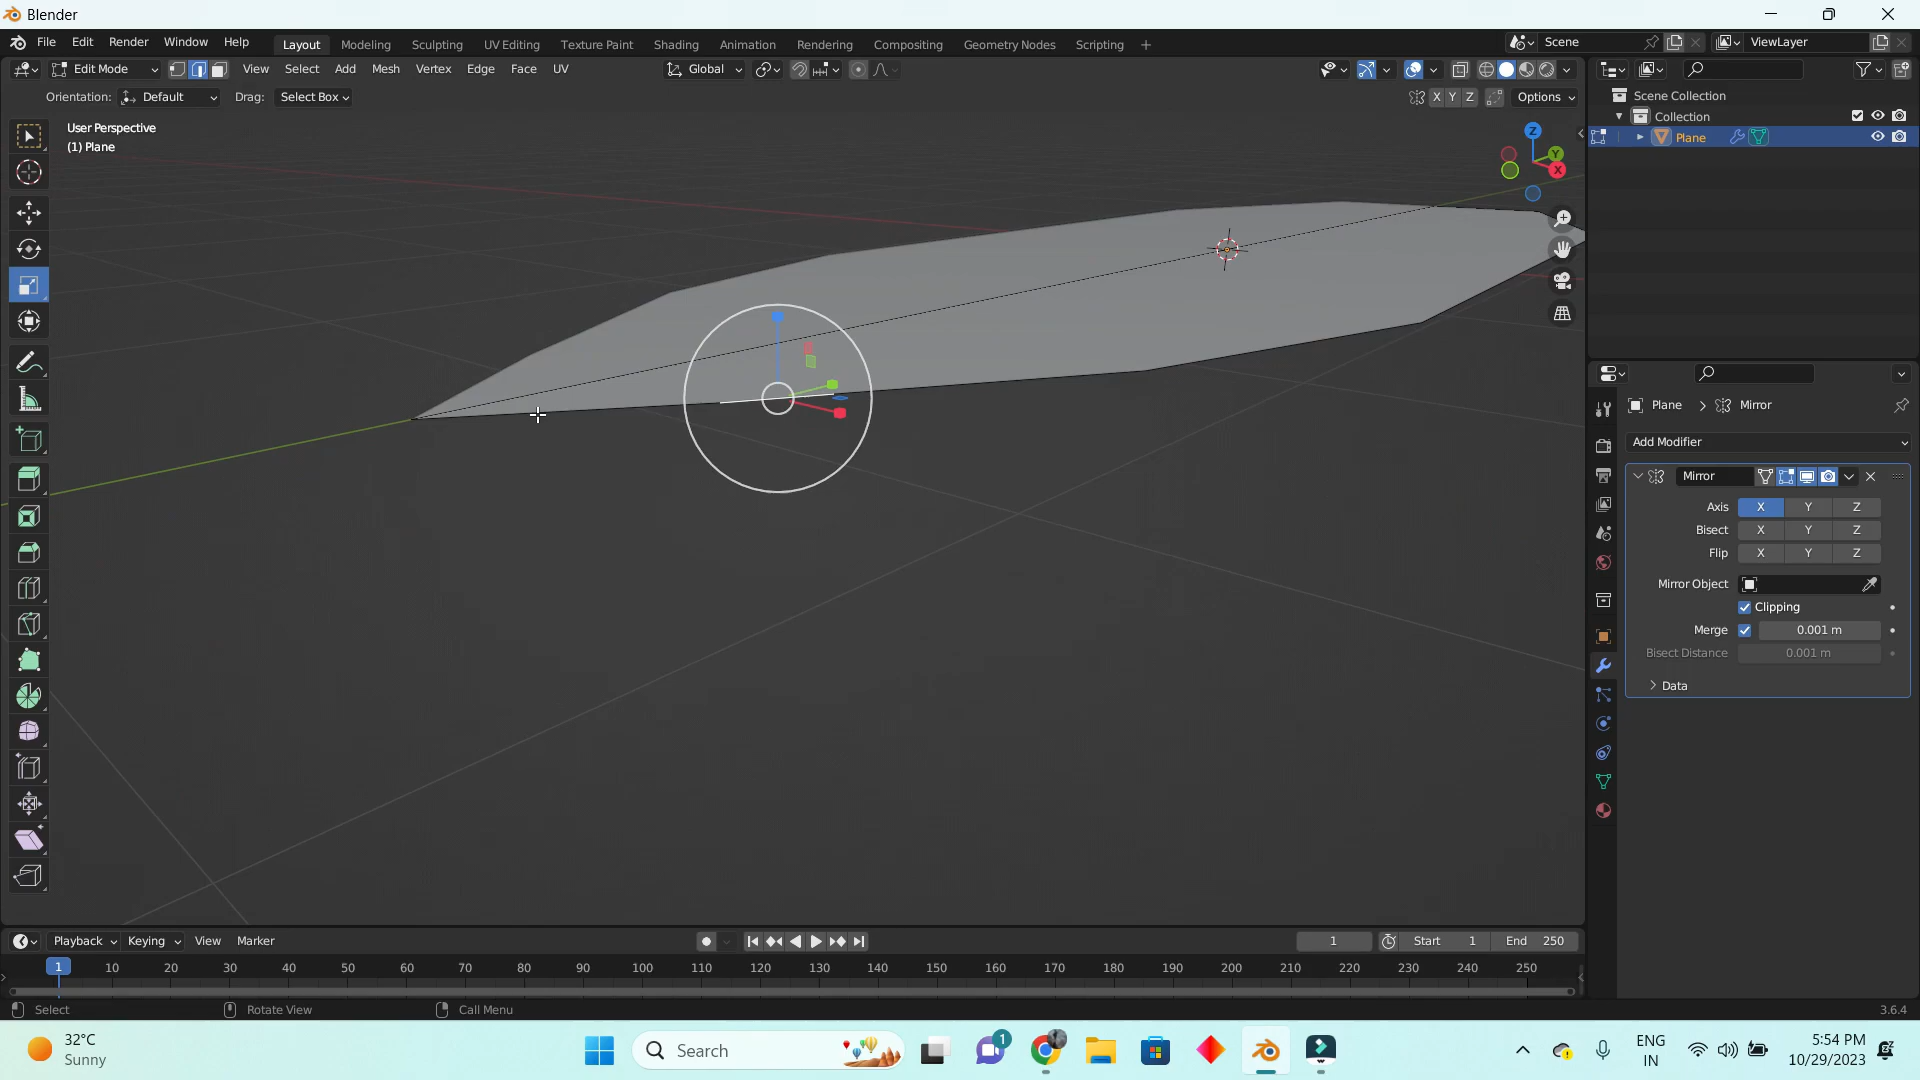 Blender
File Edit Render Window Help Layout Modeling Sculpting UV Editing Texture Paint Shading Animation Rendering Compositing Geometry Nodes Scripting + Scene ViewLayer
Edit Mode View Select Add Mesh Vertex Edge Face UV Global
Orientation: Default Drag: Select Box X Y Z Options
Scene Collection
Collection
Plane
User Perspective
(1) Plane
Z
Y
X
Plane > Mirror
Add Modifier
Mirror
Axis X Y Z
Bisect X Y Z
Flip X Y Z
Mirror Object
Clipping
Merge 0.001 m
Bisect Distance 0.001 m
Data
Playback Keying View Marker 1 Start 1 End 250
1 10 20 30 40 50 60 70 80 90 100 110 120 130 140 150 160 170 180 190 200 210 220 230 240 250
Select Rotate View Call Menu 3.6.4
32°C
Sunny
Search
1
ENG
IN
5:54 PM
10/29/2023